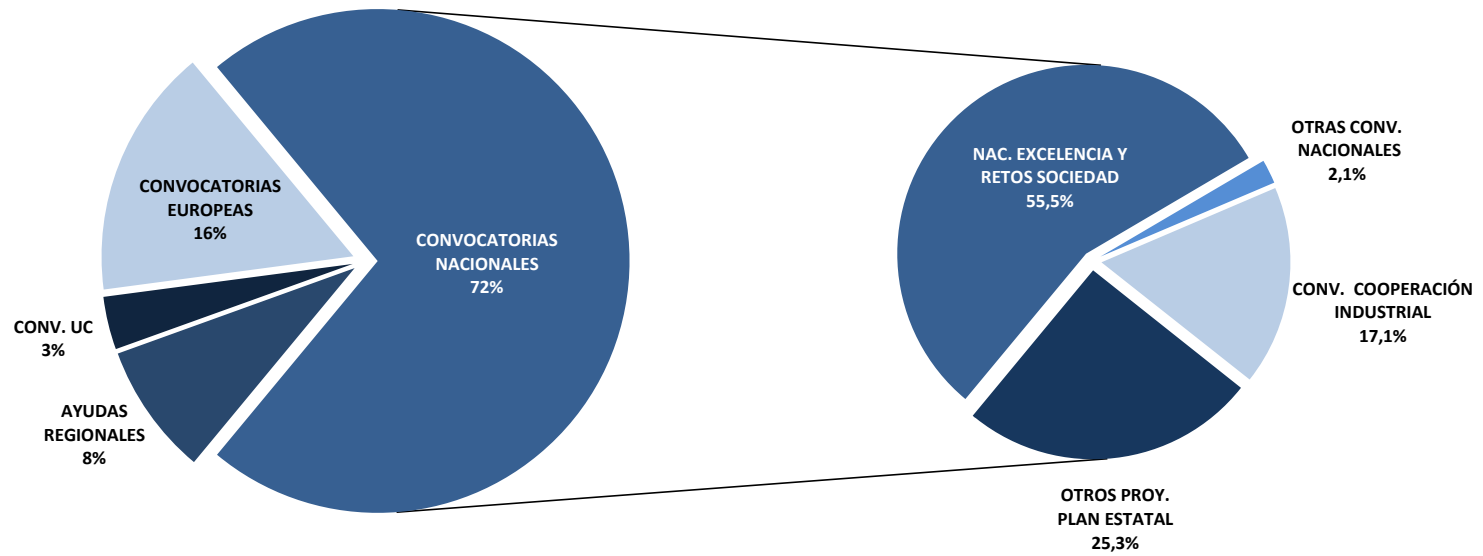 CONVOCATORIAS
EUROPEAS
16%
CONVOCATORIAS
NACIONALES
72%
CONV. UC
3%
AYUDAS
REGIONALES
8%
NAC. EXCELENCIA Y
RETOS SOCIEDAD
55,5%
OTRAS CONV.
NACIONALES
2,1%
CONV. COOPERACIÓN
INDUSTRIAL
17,1%
OTROS PROY.
PLAN ESTATAL
25,3%